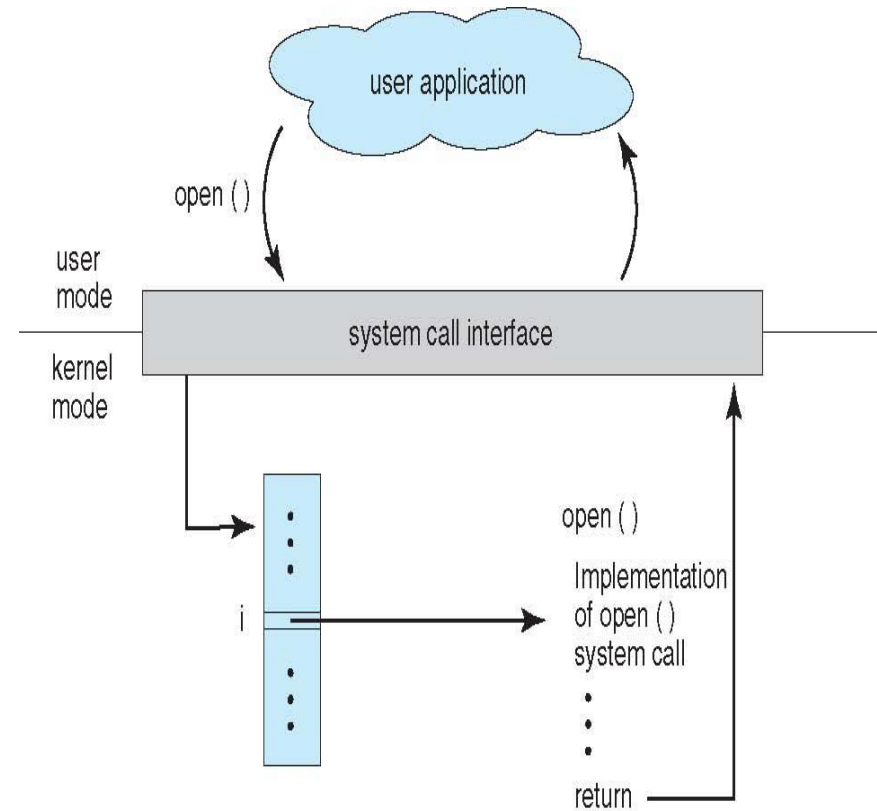 user application
open ( )
user
mode
system call interface
kernel
mode
open ( )
Implementation
of open ( )
system call
i
return